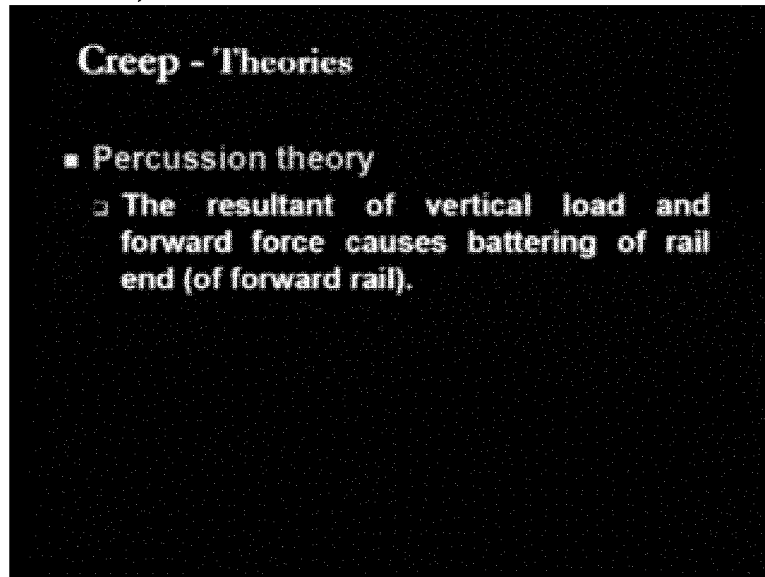 Creep - Theories
Percussion theory
The resultant of vertical load and
forward force causes battering of rail
end (of forward rail).